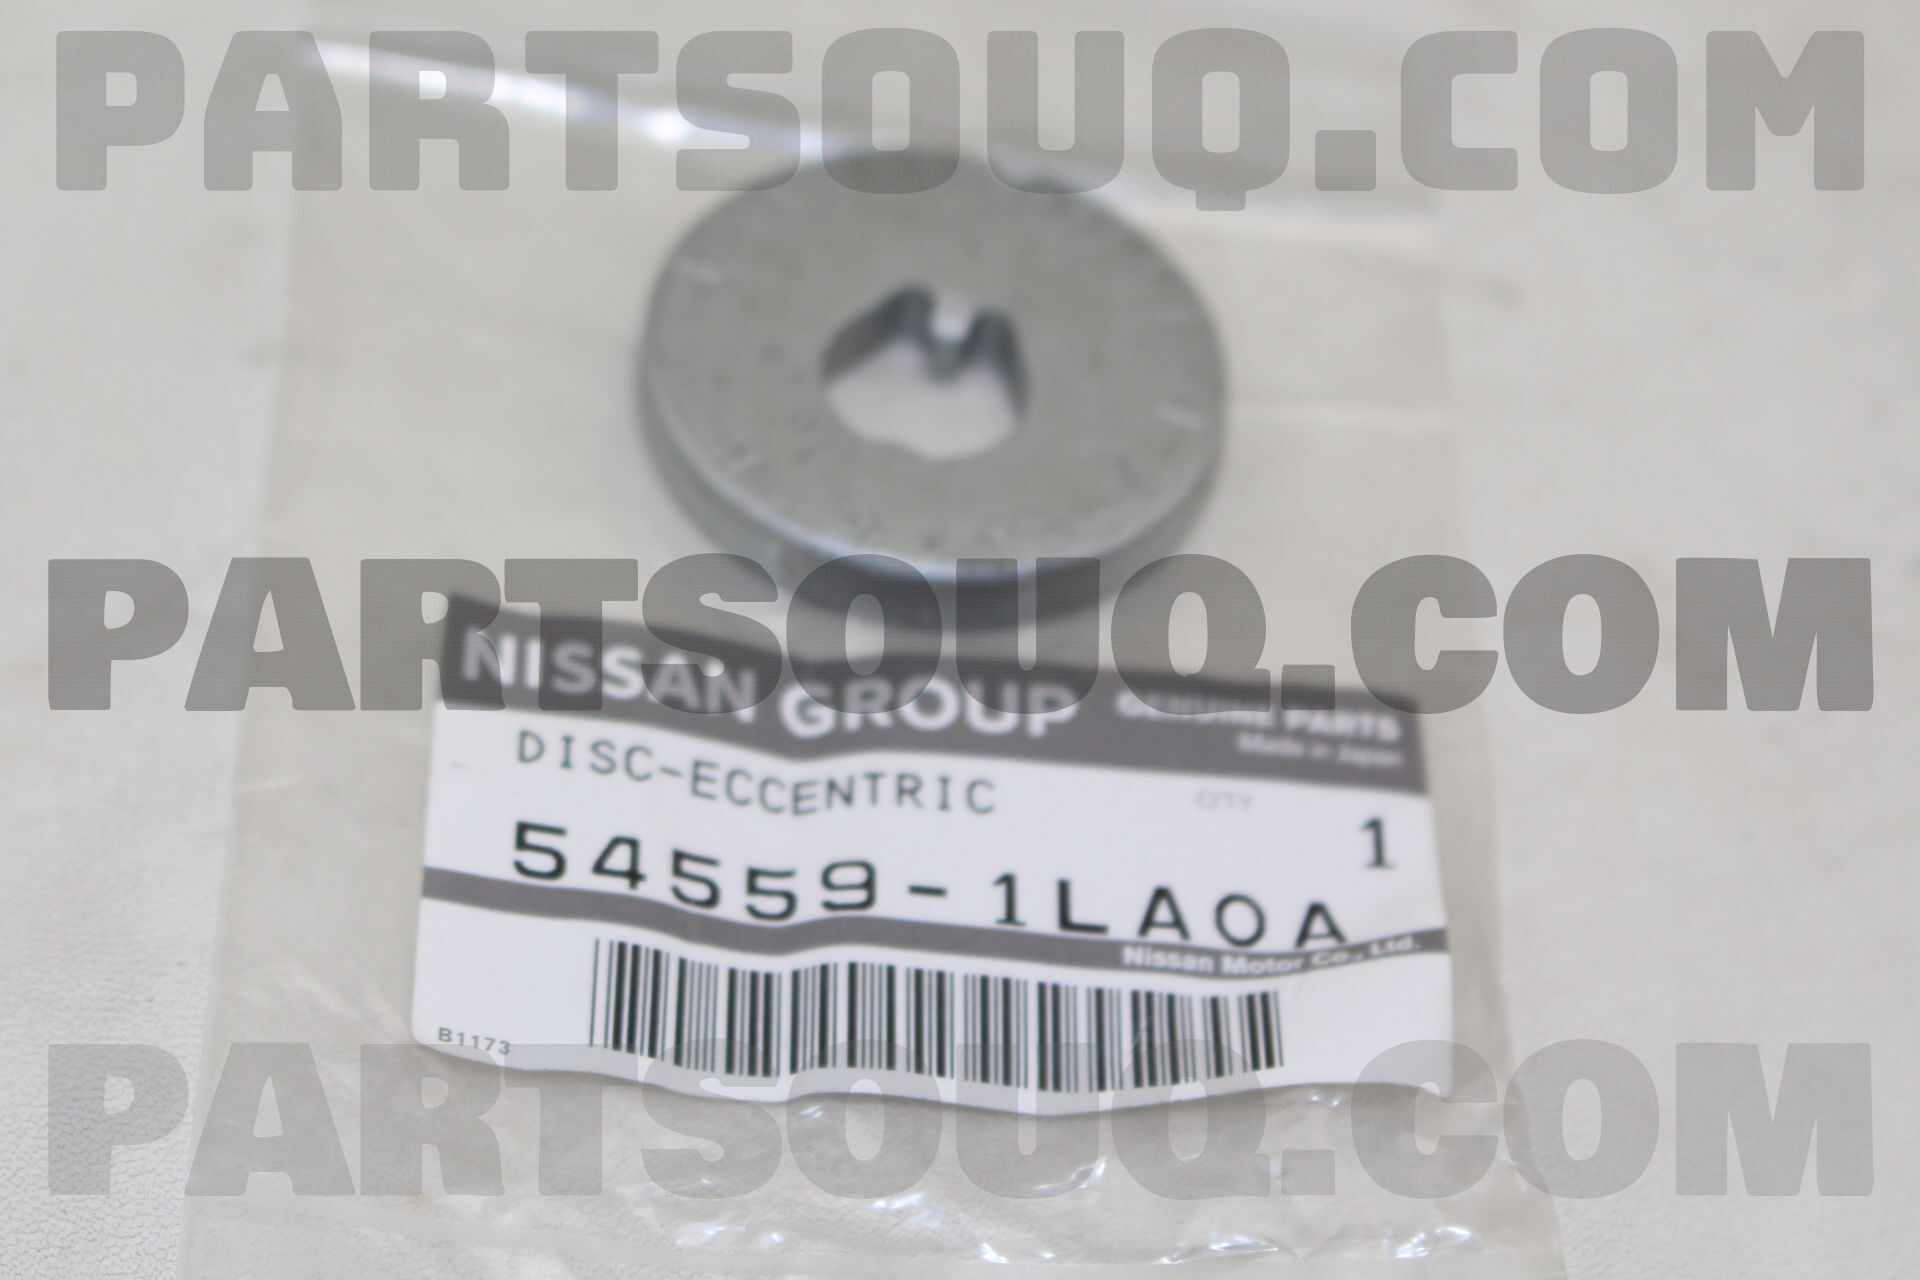 PARTSOUQ.COM
PARTSOUQ.COM
NISSAN GROUP GENUINE PARTS
Made in Japan
DISC-ECCENTRIC Q'TY 1
54559-1LA0A
Nissan Motor Co., Ltd.
B1173
PARTSOUQ.COM